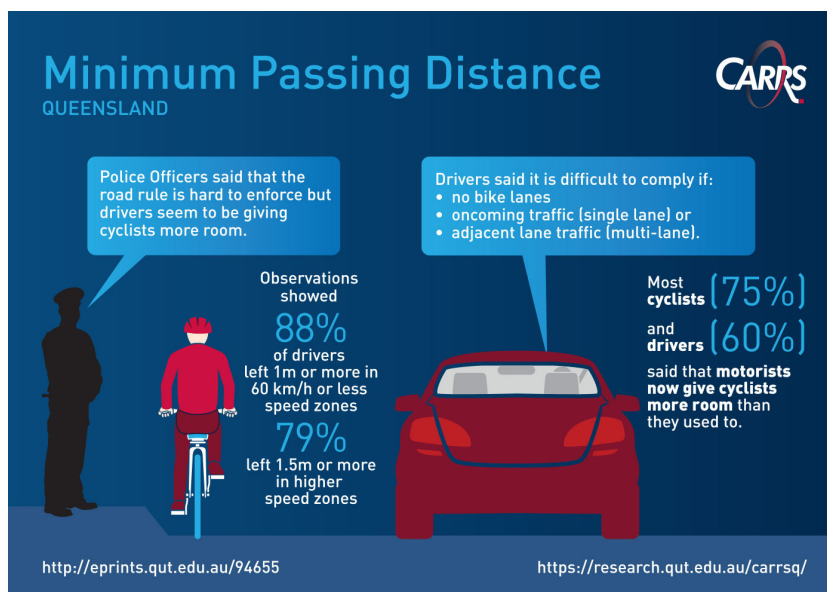 Minimum Passing Distance
QUEENSLAND
CARRS
Police Officers said that the
road rule is hard to enforce but
drivers seem to be giving
cyclists more room.
Drivers said it is difficult to comply if:
• no bike lanes
• oncoming traffic (single lane) or
• adjacent lane traffic (multi-lane).
Observations
showed
88%
of drivers
left 1m or more in
60 km/h or less
speed zones
79%
left 1.5m or more
in higher
speed zones
Most
cyclists (75%)
and
drivers (60%)
said that motorists
now give cyclists
more room than
they used to.
http://eprints.qut.edu.au/94655
https://research.qut.edu.au/carrsq/